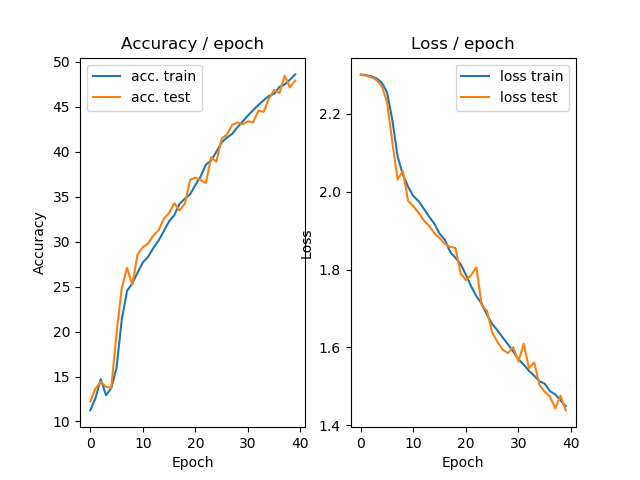 Accuracy / epoch
acc. train
acc. test
50
45
40
35
30
25
20
15
10
0
10
20
30
40
Epoch
Accuracy
Loss / epoch
loss train
loss test
2.2
2.0
1.8
1.6
1.4
0
10
20
30
40
Epoch
Loss